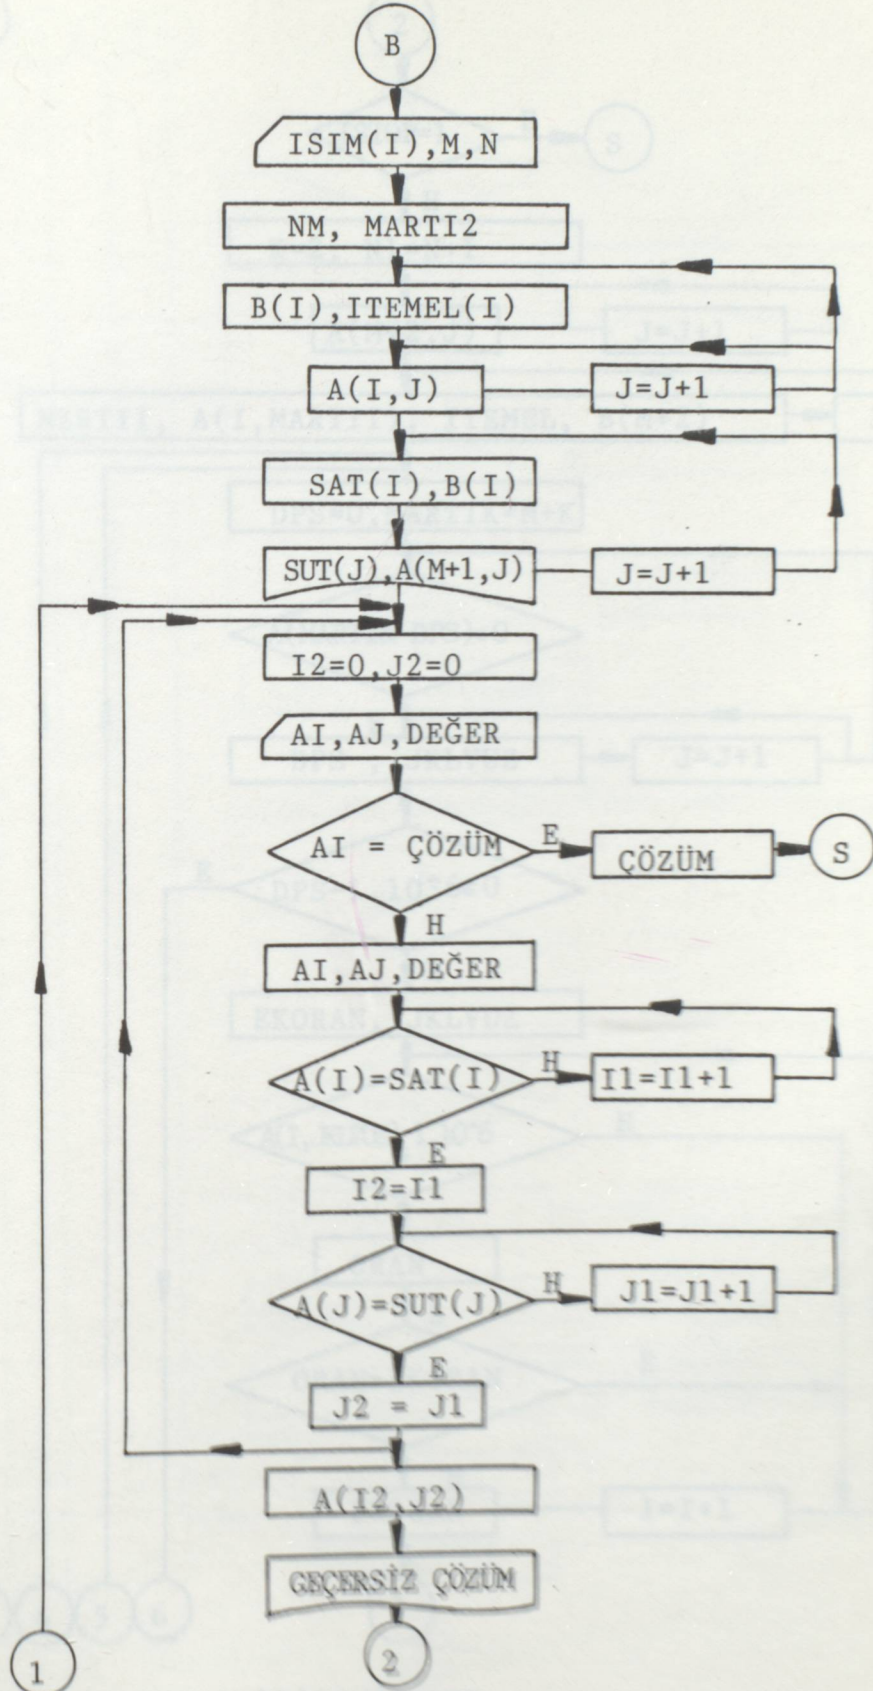 B
ISIM(I),M,N
NM, MARTI2
B(I),ITEMEL(I)
A(I,J)
J=J+1
SAT(I),B(I)
SUT(J),A(M+1,J)
J=J+1
I2=0,J2=0
AI,AJ,DEĞER
AI = ÇÖZÜM
E
ÇÖZÜM
S
H
AI,AJ,DEĞER
A(I)=SAT(I)
H
I1=I1+1
E
I2=I1
A(J)=SUT(J)
H
J1=J1+1
E
J2 = J1
A(I2,J2)
GEÇERSİZ ÇÖZÜM
1
2